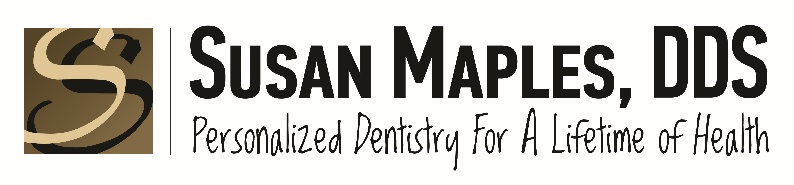 SUSAN MAPLES, DDS
Personalized Dentistry For A Lifetime of Health